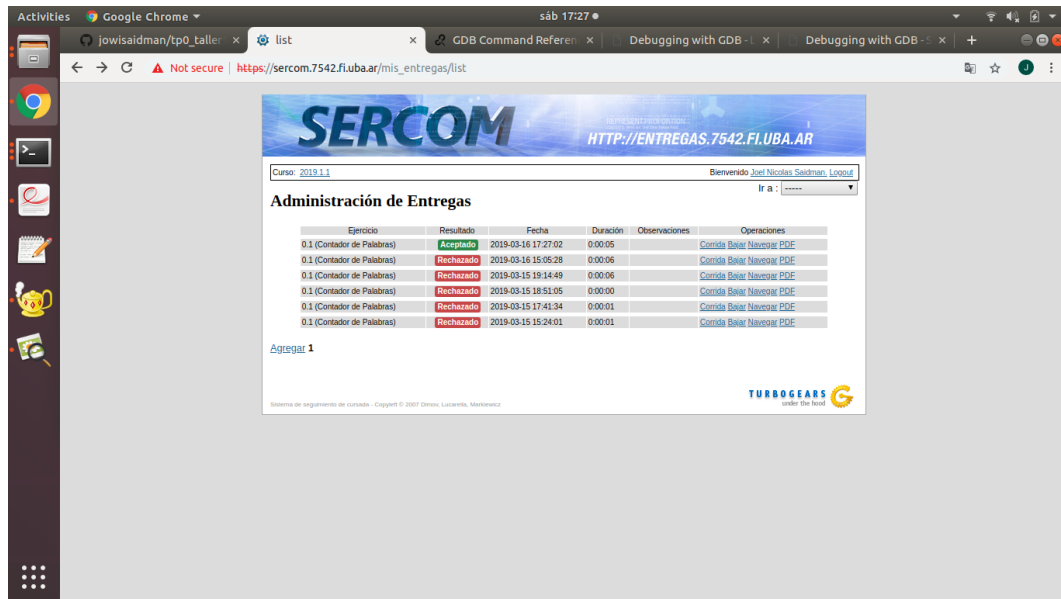 Activities Google Chrome sáb 17:27
jowisaidman/tp0_taller × list × GDB Command Referen × Debugging with GDB - L × Debugging with GDB - S × +
Not secure https://sercom.7542.fi.uba.ar/mis_entregas/list J
SERCOM
HTTP://ENTREGAS.7542.FI.UBA.AR
Curso: 2019.1.1 Bienvenido Joel Nicolas Saidman. Logout
Ir a : -----
Administración de Entregas
Ejercicio Resultado Fecha Duración Observaciones Operaciones
0.1 (Contador de Palabras) Aceptado 2019-03-16 17:27:02 0:00:05 Corrida Bajar Navegar PDF
0.1 (Contador de Palabras) Rechazado 2019-03-16 15:05:28 0:00:06 Corrida Bajar Navegar PDF
0.1 (Contador de Palabras) Rechazado 2019-03-15 19:14:49 0:00:06 Corrida Bajar Navegar PDF
0.1 (Contador de Palabras) Rechazado 2019-03-15 18:51:05 0:00:00 Corrida Bajar Navegar PDF
0.1 (Contador de Palabras) Rechazado 2019-03-15 17:41:34 0:00:01 Corrida Bajar Navegar PDF
0.1 (Contador de Palabras) Rechazado 2019-03-15 15:24:01 0:00:01 Corrida Bajar Navegar PDF
Agregar 1
TURBOGEARS
under the hood
Sistema de seguimiento de cursada - Copyleft © 2007 Dimov, Lucarella, Markiewicz